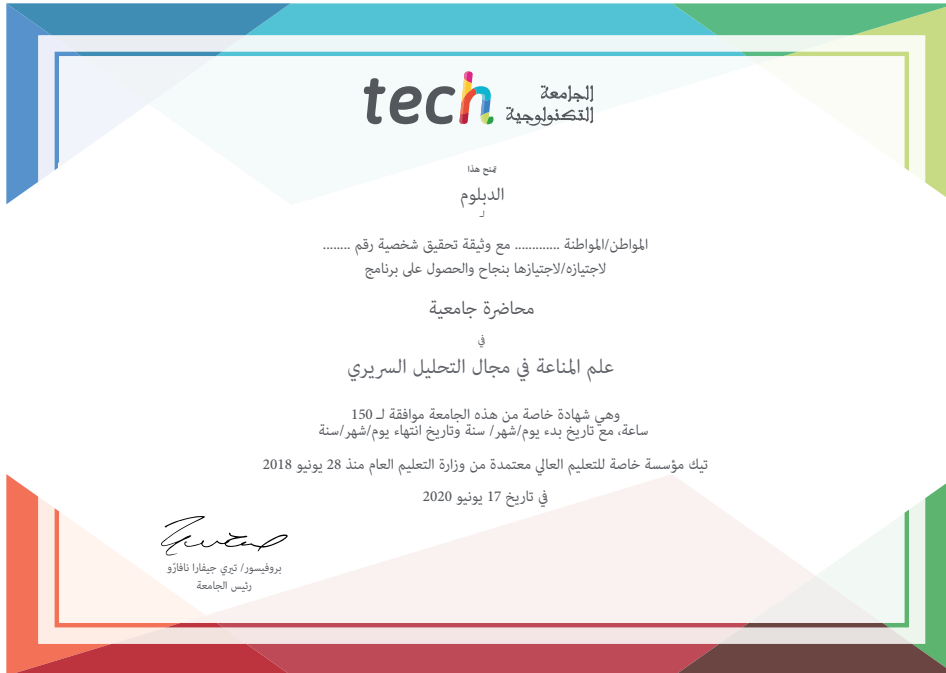 tech الجامعة
التكنولوجية
تمنح هذا
الدبلوم
لـ
المواطن/المواطنة ............. مع وثيقة تحقيق شخصية رقم ........
لاجتيازه/لاجتيازها بنجاح والحصول على برنامج
محاضرة جامعية
في
علم المناعة في مجال التحليل السريري
وهي شهادة خاصة من هذه الجامعة موافقة لـ 150
ساعة، مع تاريخ بدء يوم/شهر/ سنة وتاريخ انتهاء يوم/شهر/سنة
تيك مؤسسة خاصة للتعليم العالي معتمدة من وزارة التعليم العام منذ 28 يونيو 2018
في تاريخ 17 يونيو 2020
بروفيسور/ تيري جيفارا نافارّو
رئيس الجامعة